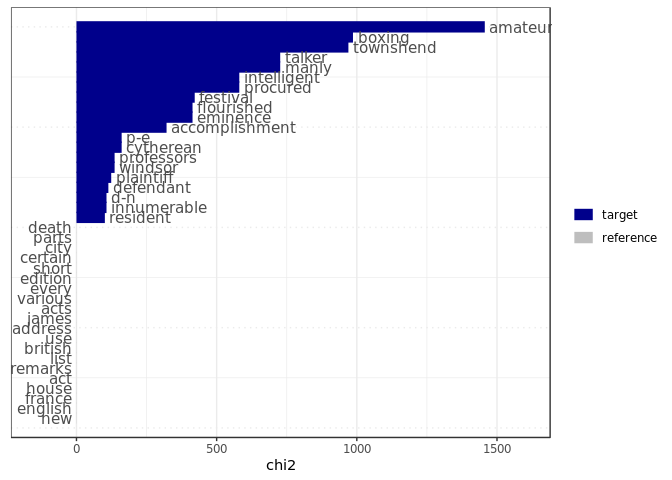 amateur
boxing
townshend
talker
manly
intelligent
procured
festival
flourished
eminence
accomplishment
p-e
cytherean
professors
windsor
plaintiff
defendant
d-n
innumerable
resident
death
parts
city
certain
short
edition
every
various
acts
james
address
use
british
list
remarks
act
house
france
english
new
target
reference
0 500 1000 1500
chi2